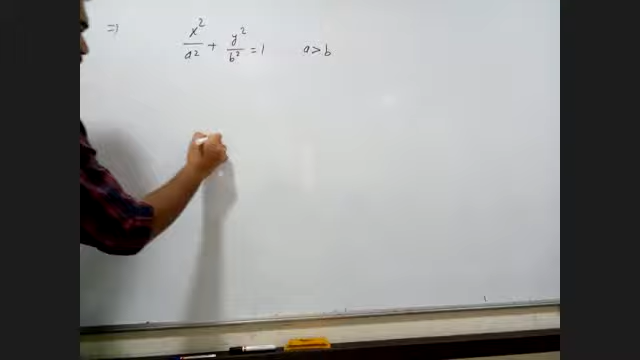 ⇒ x²/a² + y²/b² = 1 a > b